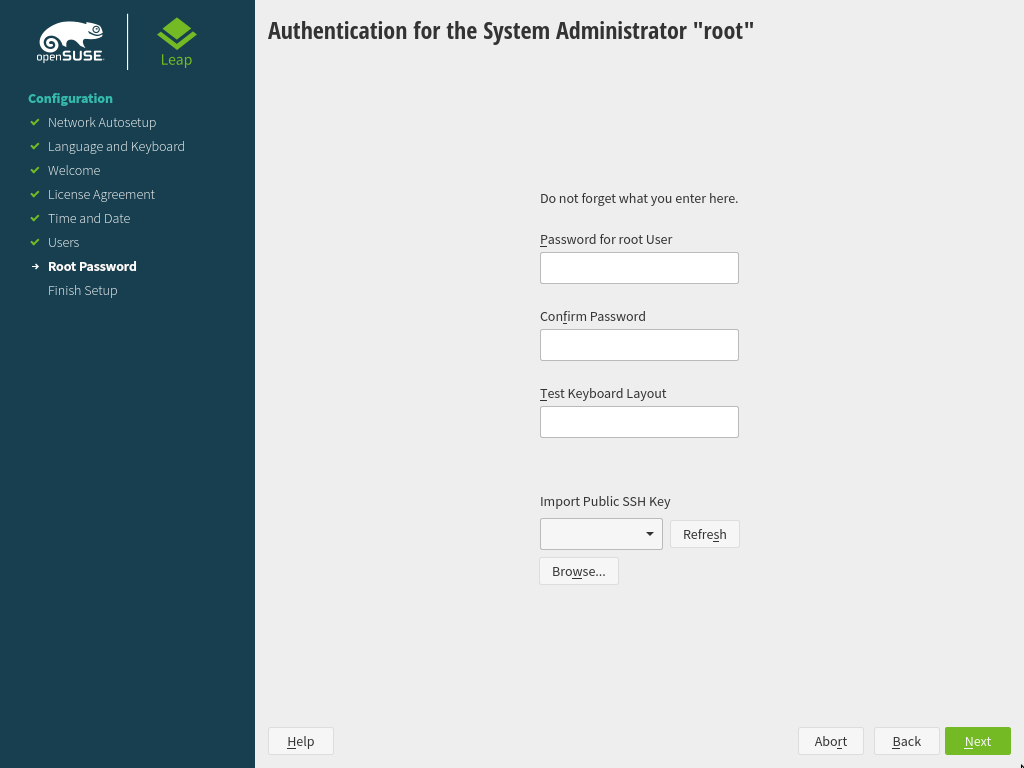 Authentication for the System Administrator "root"
openSUSE
Leap
Configuration
Network Autosetup
Language and Keyboard
Welcome
License Agreement
Time and Date
Users
Root Password
Finish Setup
Do not forget what you enter here.
Password for root User
Confirm Password
Test Keyboard Layout
Import Public SSH Key
Refresh
Browse...
Help Abort Back Next